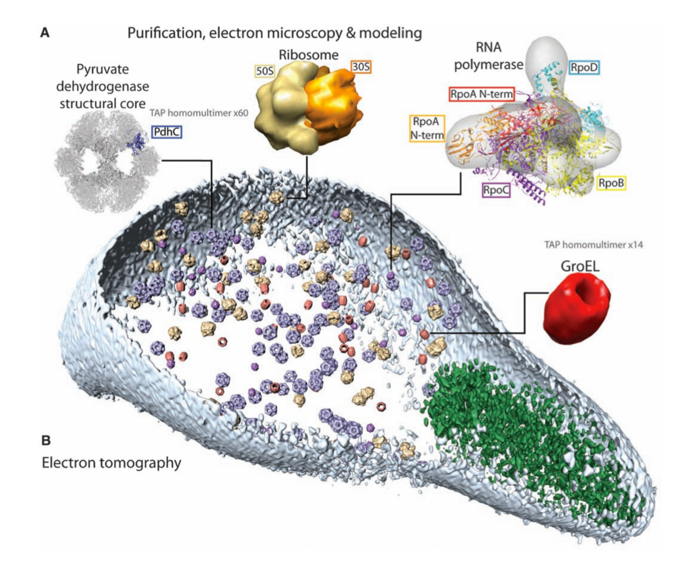 A
Purification, electron microscopy & modeling
Pyruvate
dehydrogenase
structural core
TAP homomultimer x60
PdhC
Ribosome
50S
30S
RNA
polymerase
RpoD
RpoA N-term
RpoA
N-term
RpoC
RpoB
TAP homomultimer x14
GroEL
B
Electron tomography